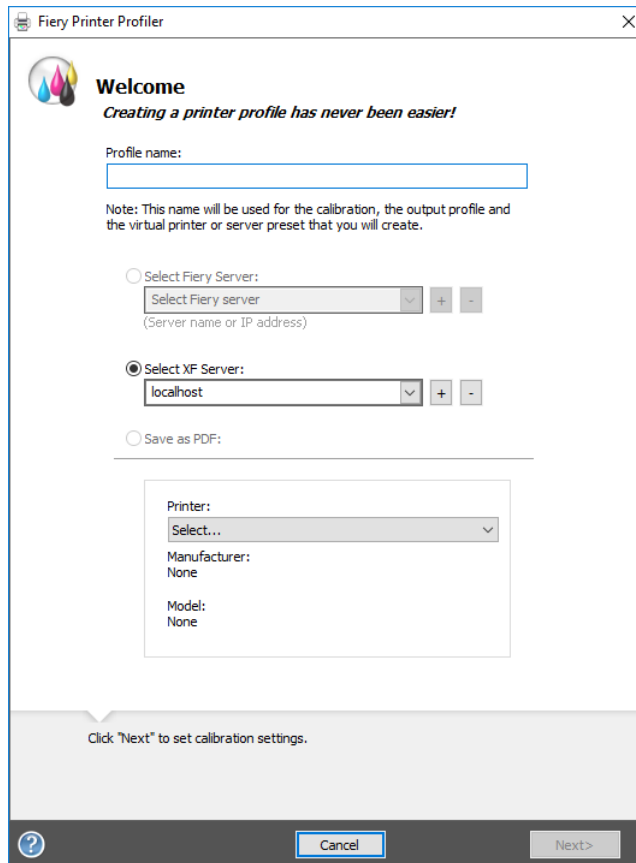 Fiery Printer Profiler
Welcome
Creating a printer profile has never been easier!
Profile name:
Note: This name will be used for the calibration, the output profile and
the virtual printer or server preset that you will create.
Select Fiery Server:
Select Fiery server
+
-
(Server name or IP address)
Select XF Server:
localhost
+
-
Save as PDF:
Printer:
Select...
Manufacturer:
None
Model:
None
Click "Next" to set calibration settings.
?
Cancel
Next>